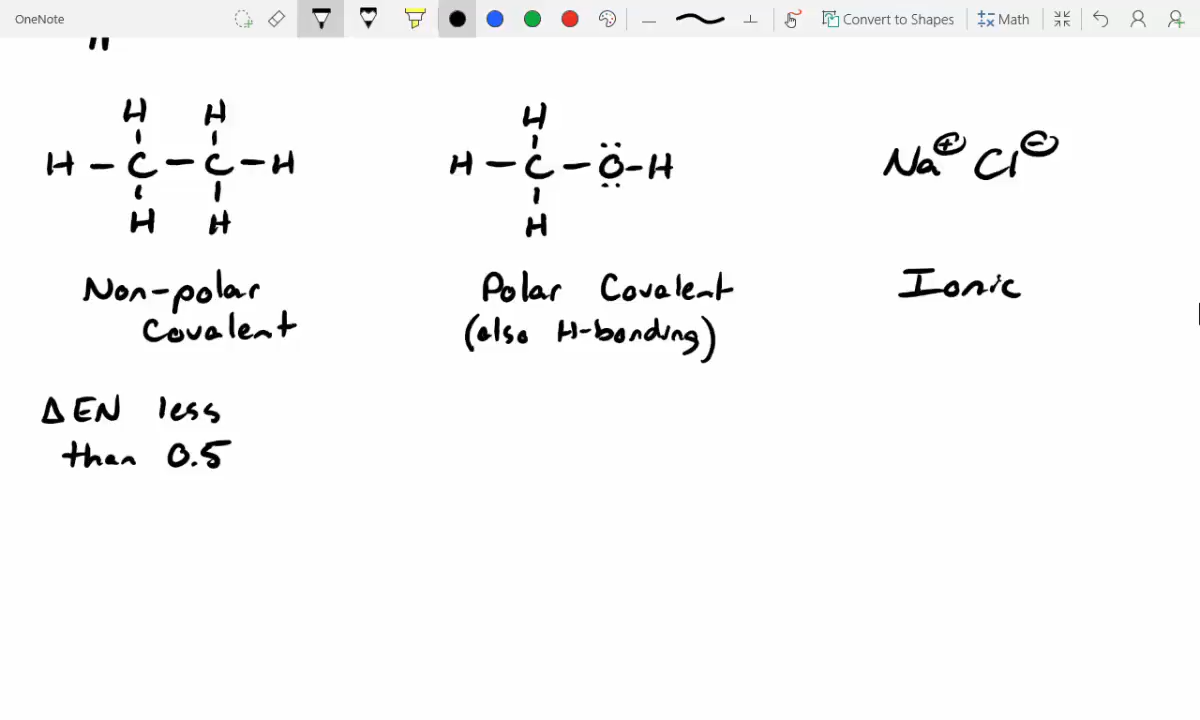 OneNote
Convert to Shapes
Math
H H
H - C - C - H
H H
H
H - C - Ö - H
H
Na⊕ Cl⊖
Non-polar
Covalent
Polar Covalent
(also H-bonding)
Ionic
Δ EN less
than 0.5